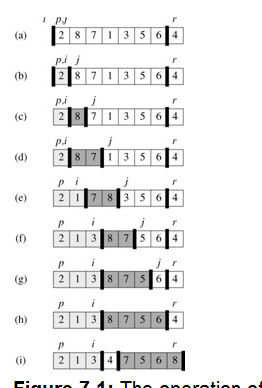 i p,j r
(a) 2 8 7 1 3 5 6 4
p,i j r
(b) 2 8 7 1 3 5 6 4
p,i j r
(c) 2 8 7 1 3 5 6 4
p,i j r
(d) 2 8 7 1 3 5 6 4
p i j r
(e) 2 1 7 8 3 5 6 4
p i j r
(f) 2 1 3 8 7 5 6 4
p i j r
(g) 2 1 3 8 7 5 6 4
p i r
(h) 2 1 3 8 7 5 6 4
p i r
(i) 2 1 3 4 7 5 6 8
Figure 7.1: The operation of